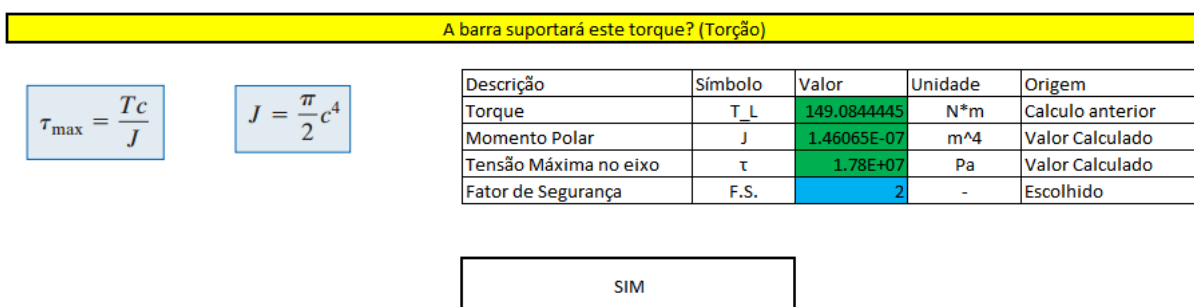 A barra suportará este torque? (Torção)
τ_max = Tc/J
J = π/2 c^4
Descrição Símbolo Valor Unidade Origem
Torque T_L 149.0844445 N*m Calculo anterior
Momento Polar J 1.46065E-07 m^4 Valor Calculado
Tensão Máxima no eixo τ 1.78E+07 Pa Valor Calculado
Fator de Segurança F.S. 2 - Escolhido
SIM